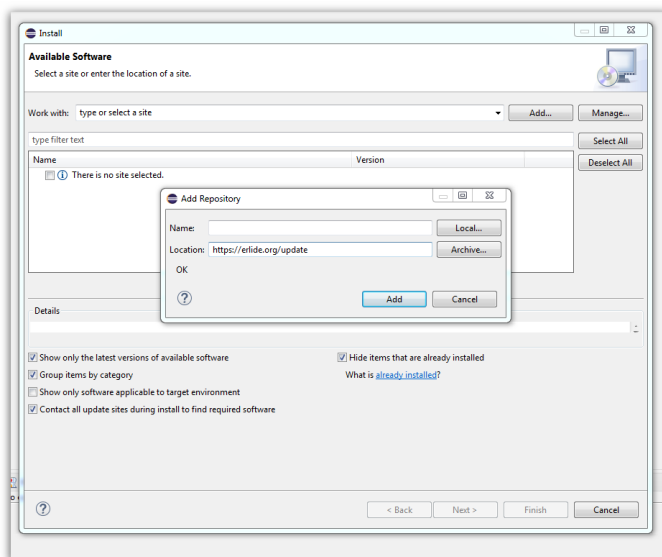 Install
Available Software
Select a site or enter the location of a site.
Work with: type or select a site Add... Manage...
type filter text Select All
Name Version Deselect All
There is no site selected.
Add Repository
Name: Local...
Location: https://erlide.org/update Archive...
OK
Add Cancel
Details
Show only the latest versions of available software Hide items that are already installed
Group items by category What is already installed?
Show only software applicable to target environment
Contact all update sites during install to find required software
< Back Next > Finish Cancel